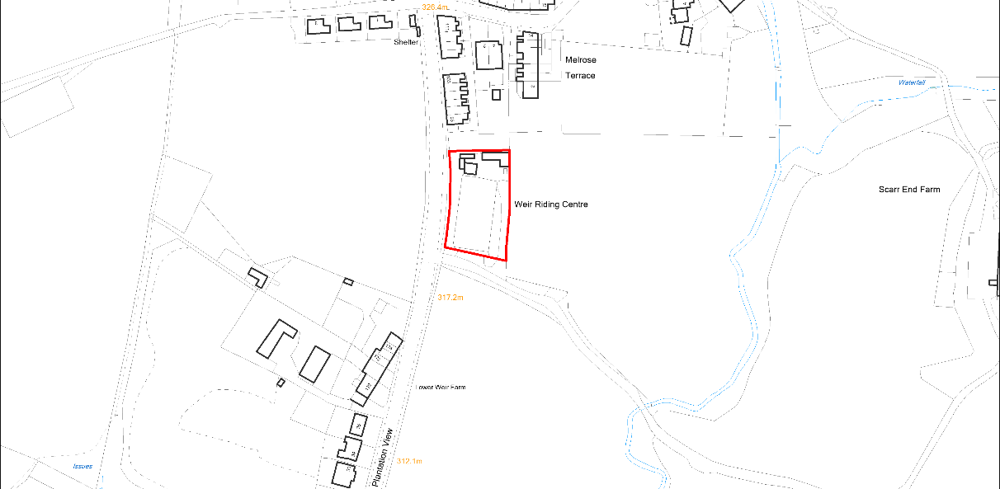 326.4m
Shelter
Melrose
Terrace
Waterfall
Scarr End Farm
Weir Riding Centre
317.2m
Lower Weir Farm
Plantation View
312.1m
Issues